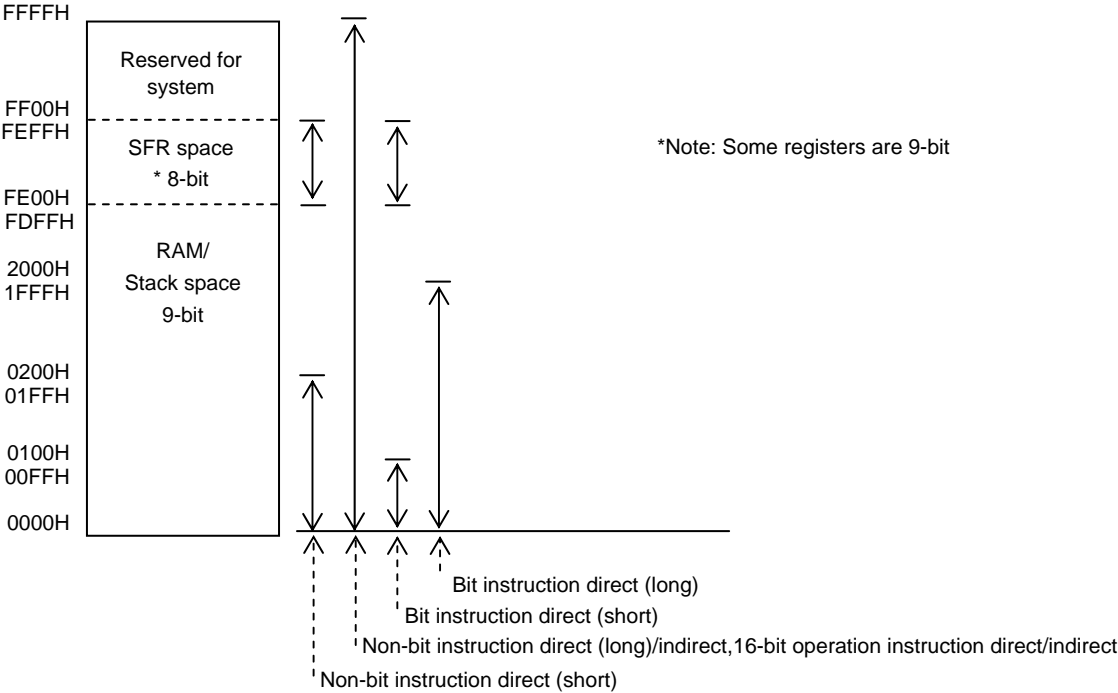 FFFFH
Reserved for
system
FF00H
FEFFH
SFR space
* 8-bit
*Note: Some registers are 9-bit
FE00H
FDFFH
RAM/
Stack space
9-bit
2000H
1FFFH
0200H
01FFH
0100H
00FFH
0000H
Bit instruction direct (long)
Bit instruction direct (short)
Non-bit instruction direct (long)/indirect,16-bit operation instruction direct/indirect
Non-bit instruction direct (short)